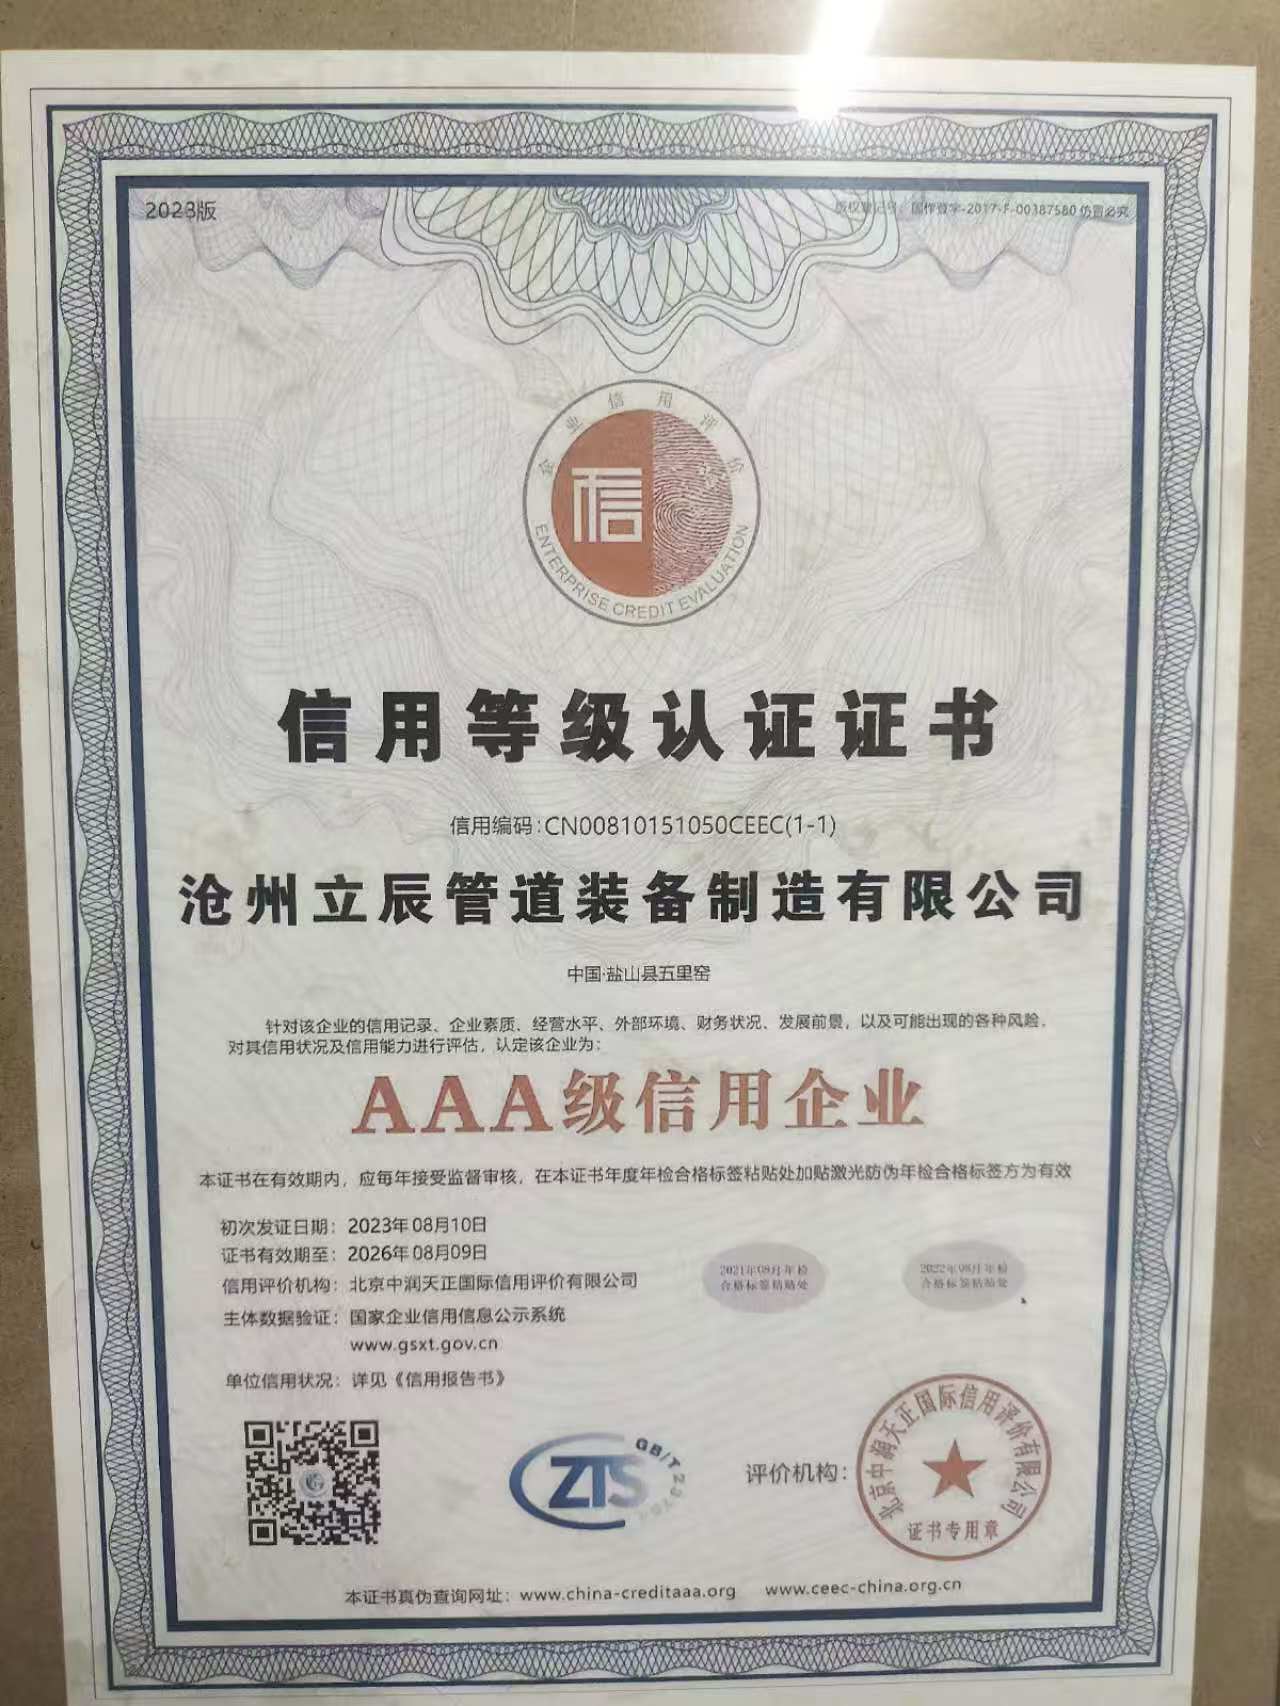 2023版
版权登记号：国作登字-2017-F-00387580 仿冒必究
企业信用评价
信
ENTERPRISE CREDIT EVALUATION
信用等级认证证书
信用编码:CN00810151050CEEC(1-1)
沧州立辰管道装备制造有限公司
中国·盐山县五里窑
针对该企业的信用记录、企业素质、经营水平、外部环境、财务状况、发展前景，以及可能出现的各种风险，
对其信用状况及信用能力进行评估，认定该企业为：
AAA级信用企业
本证书在有效期内，应每年接受监督审核，在本证书年度年检合格标签粘贴处加贴激光防伪年检合格标签方为有效
初次发证日期：2023年08月10日
证书有效期至：2026年08月09日
信用评价机构：北京中润天正国际信用评价有限公司
主体数据验证：国家企业信用信息公示系统
www.gsxt.gov.cn
单位信用状况：详见《信用报告书》
2021年08月年检
合格标签粘贴处
2022年08月年检
合格标签粘贴处
ZTS
GB/T
评价机构：
北京中润天正国际信用评价有限公司
证书专用章
本证书真伪查询网址：www.china-creditaaa.org www.ceec-china.org.cn